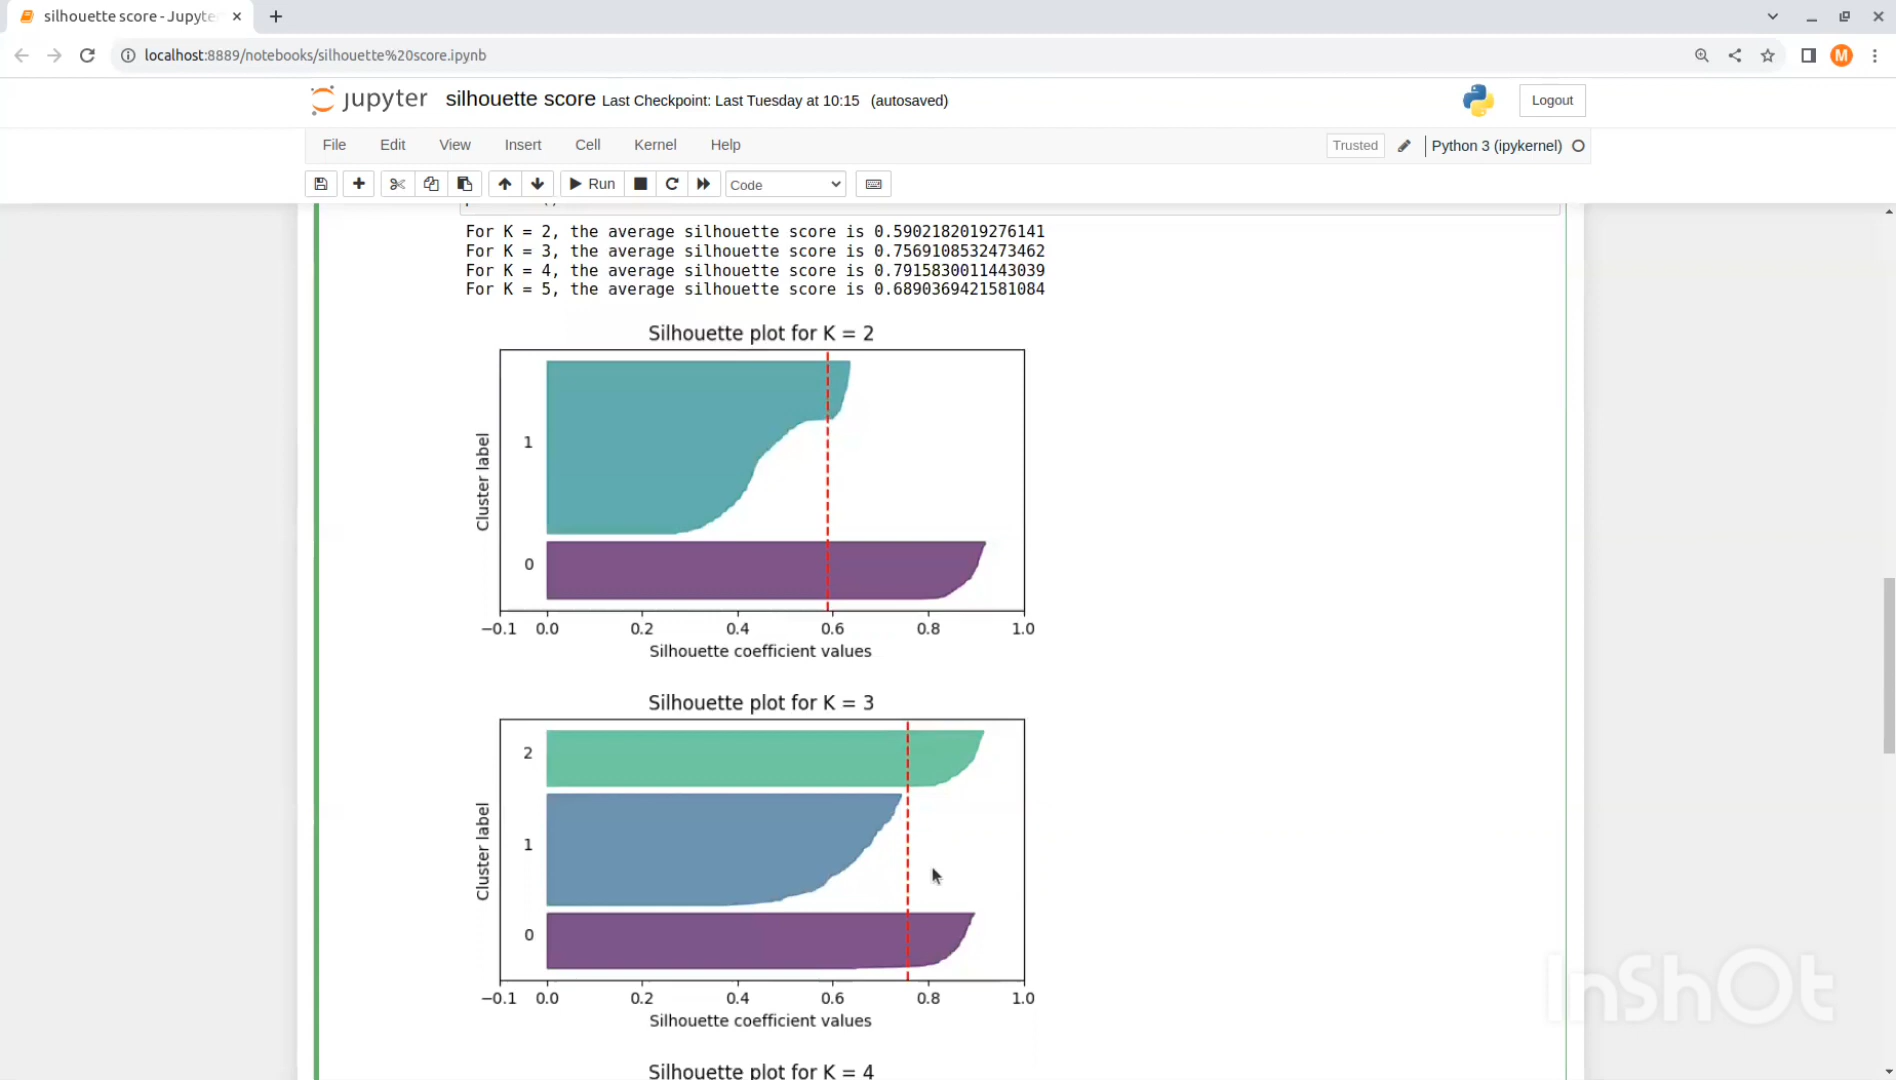 silhouette score - Jupyte
localhost:8889/notebooks/silhouette%20score.ipynb
M
jupyter silhouette score Last Checkpoint: Last Tuesday at 10:15 (autosaved)
Logout
File Edit View Insert Cell Kernel Help
Trusted Python 3 (ipykernel)
Run Code
For K = 2, the average silhouette score is 0.5902182019276141
For K = 3, the average silhouette score is 0.7569108532473462
For K = 4, the average silhouette score is 0.7915830011443039
For K = 5, the average silhouette score is 0.6890369421581084
Silhouette plot for K = 2
Cluster label
1
0
−0.1 0.0 0.2 0.4 0.6 0.8 1.0
Silhouette coefficient values
Silhouette plot for K = 3
Cluster label
2
1
0
−0.1 0.0 0.2 0.4 0.6 0.8 1.0
Silhouette coefficient values
Silhouette plot for K = 4
InShOt